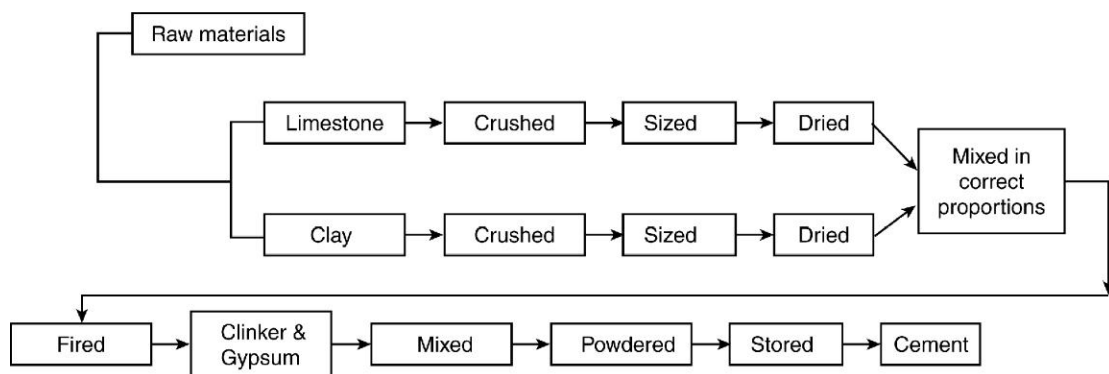 Raw materials
Limestone
Crushed
Sized
Dried
Mixed in
correct
proportions
Clay
Crushed
Sized
Dried
Fired
Clinker &
Gypsum
Mixed
Powdered
Stored
Cement